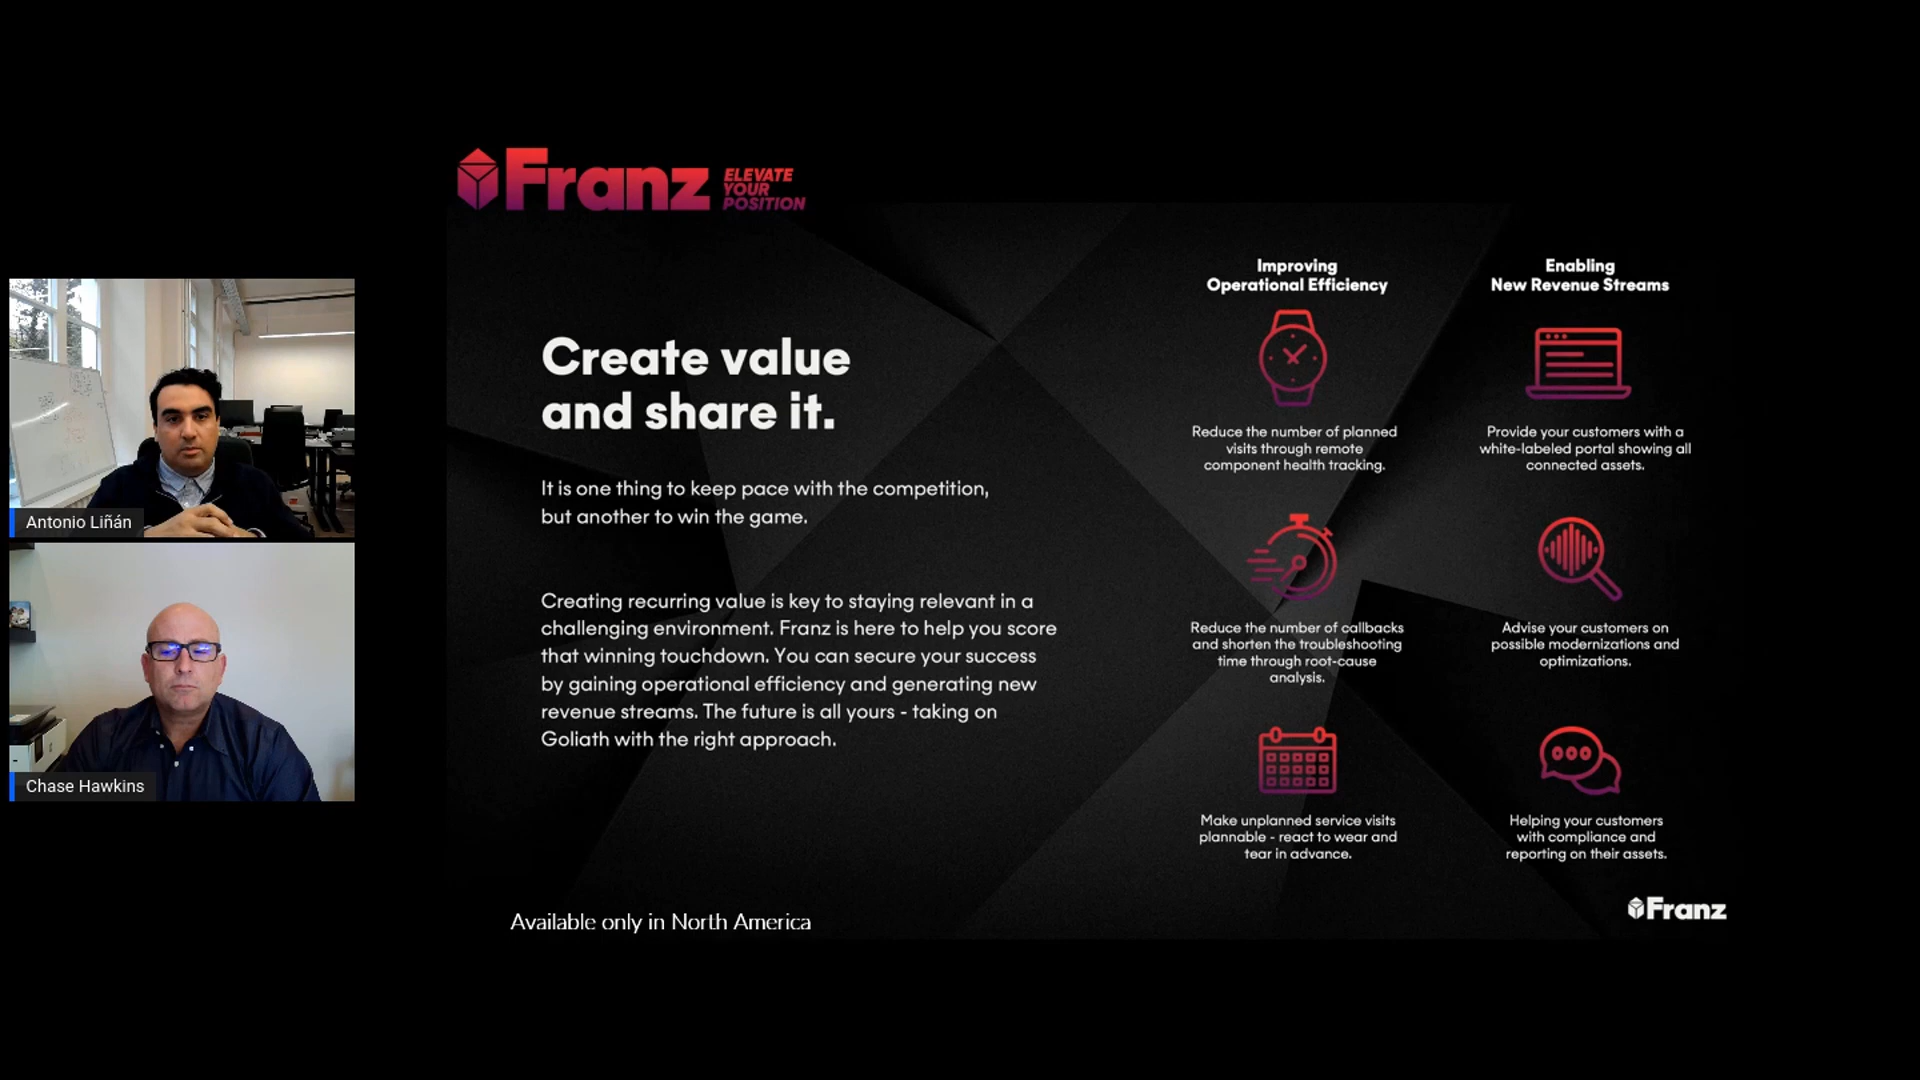 Franz
ELEVATE
YOUR
POSITION
Antonio Liñán
Chase Hawkins
Create value
and share it.
It is one thing to keep pace with the competition,
but another to win the game.
Creating recurring value is key to staying relevant in a
challenging environment. Franz is here to help you score
that winning touchdown. You can secure your success
by gaining operational efficiency and generating new
revenue streams. The future is all yours - taking on
Goliath with the right approach.
Improving
Operational Efficiency
Reduce the number of planned
visits through remote
component health tracking.
Reduce the number of callbacks
and shorten the troubleshooting
time through root-cause
analysis.
Make unplanned service visits
plannable - react to wear and
tear in advance.
Enabling
New Revenue Streams
Provide your customers with a
white-labeled portal showing all
connected assets.
Advise your customers on
possible modernizations and
optimizations.
Helping your customers
with compliance and
reporting on their assets.
Available only in North America
Franz